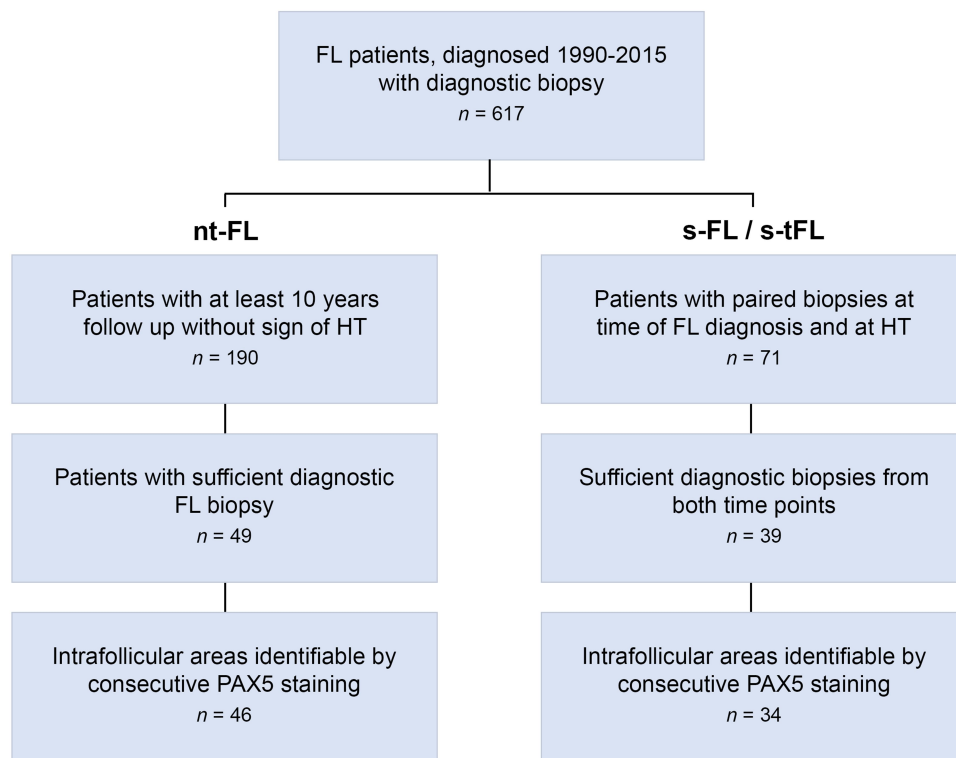 FL patients, diagnosed 1990-2015
with diagnostic biopsy
n = 617
nt-FL
Patients with at least 10 years
follow up without sign of HT
n = 190
Patients with sufficient diagnostic
FL biopsy
n = 49
Intrafollicular areas identifiable by
consecutive PAX5 staining
n = 46
s-FL / s-tFL
Patients with paired biopsies at
time of FL diagnosis and at HT
n = 71
Sufficient diagnostic biopsies from
both time points
n = 39
Intrafollicular areas identifiable by
consecutive PAX5 staining
n = 34